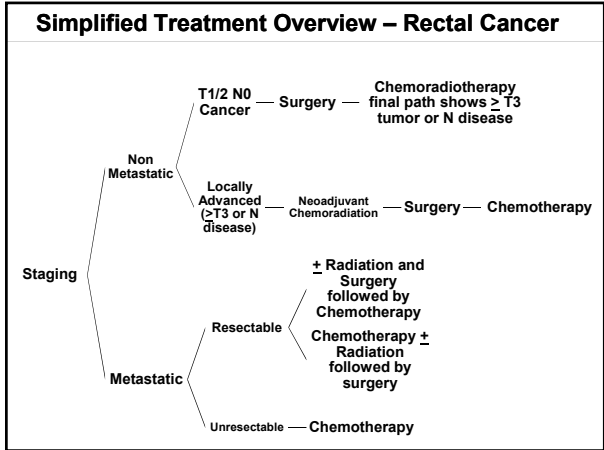 Simplified Treatment Overview – Rectal Cancer
T1/2 N0
Cancer
Surgery
Chemoradiotherapy
final path shows ≥ T3
tumor or N disease
Non
Metastatic
Locally
Advanced
(≥T3 or N
disease)
Neoadjuvant
Chemoradiation
Surgery
Chemotherapy
Staging
± Radiation and
Surgery
followed by
Chemotherapy
Resectable
Chemotherapy ±
Radiation
followed by
surgery
Metastatic
Unresectable
Chemotherapy